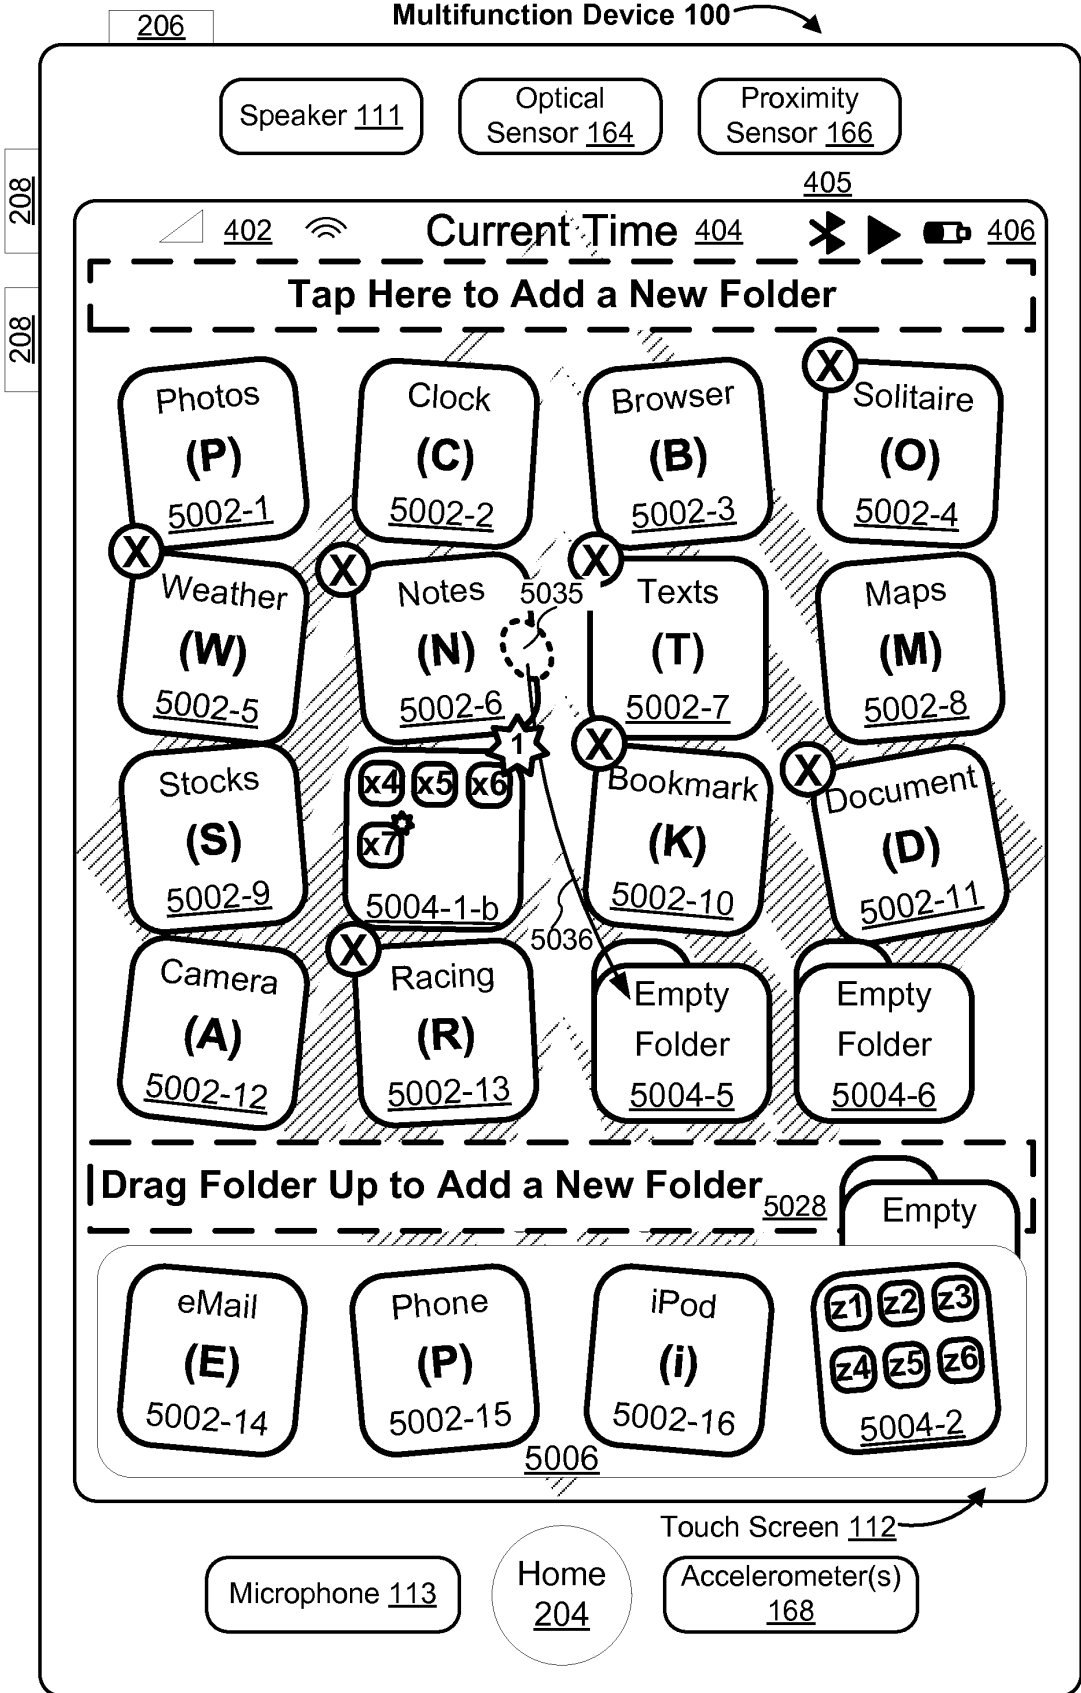 Multifunction Device 100
206
Speaker 111
Optical
Sensor 164
Proximity
Sensor 166
208
208
405
402
Current Time 404
406
Tap Here to Add a New Folder
Photos
(P)
5002-1
Clock
(C)
5002-2
Browser
(B)
5002-3
X
Solitaire
(O)
5002-4
X
Weather
(W)
5002-5
X
Notes
(N)
5002-6
5035
X
Texts
(T)
5002-7
Maps
(M)
5002-8
Stocks
(S)
5002-9
1
x4 x5 x6
x7
5004-1-b
X
Bookmark
(K)
5002-10
X
Document
(D)
5002-11
5036
Camera
(A)
5002-12
X
Racing
(R)
5002-13
Empty
Folder
5004-5
Empty
Folder
5004-6
Drag Folder Up to Add a New Folder
5028
Empty
eMail
(E)
5002-14
Phone
(P)
5002-15
iPod
(i)
5002-16
z1 z2 z3
z4 z5 z6
5004-2
5006
Touch Screen 112
Microphone 113
Home
204
Accelerometer(s)
168